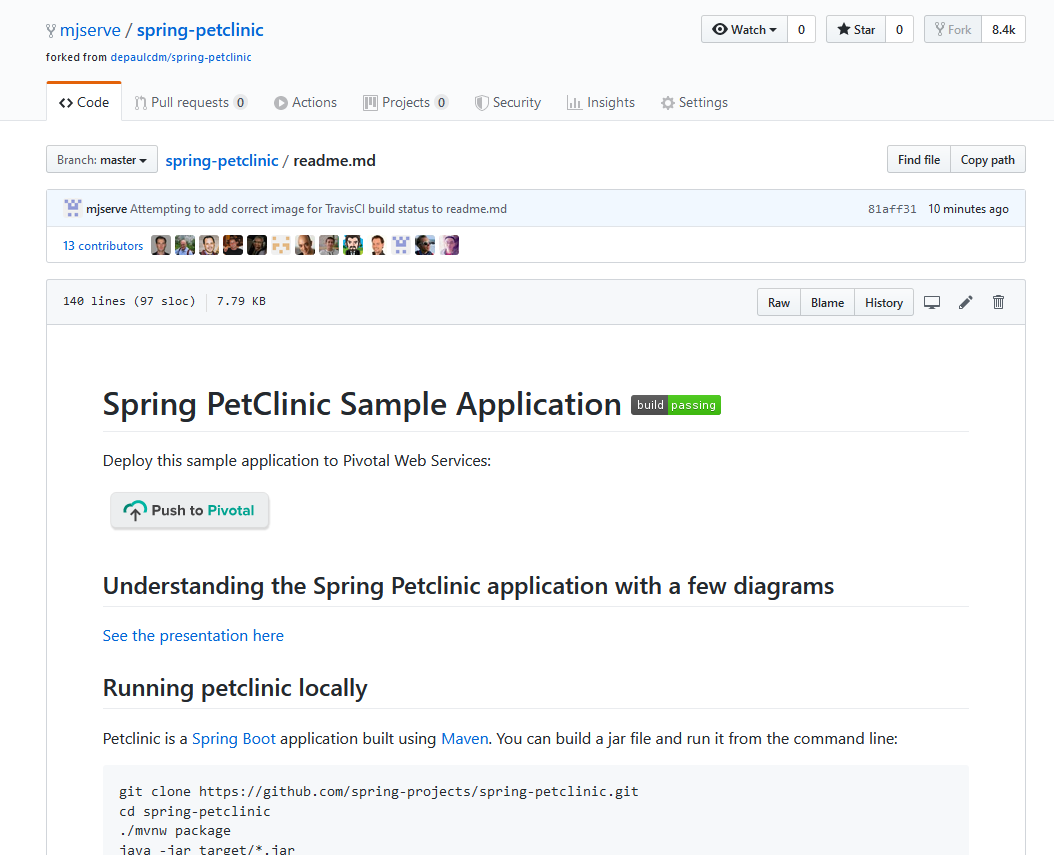 mjserve / spring-petclinic
Watch 0 Star 0 Fork 8.4k
forked from depaulcdm/spring-petclinic
Code Pull requests 0 Actions Projects 0 Security Insights Settings
Branch: master spring-petclinic / readme.md Find file Copy path
mjserve Attempting to add correct image for TravisCI build status to readme.md 81aff31 10 minutes ago
13 contributors
140 lines (97 sloc) 7.79 KB Raw Blame History
Spring PetClinic Sample Application build passing
Deploy this sample application to Pivotal Web Services:
Push to Pivotal
Understanding the Spring Petclinic application with a few diagrams
See the presentation here
Running petclinic locally
Petclinic is a Spring Boot application built using Maven. You can build a jar file and run it from the command line:
git clone https://github.com/spring-projects/spring-petclinic.git
cd spring-petclinic
./mvnw package
java -jar target/*.jar